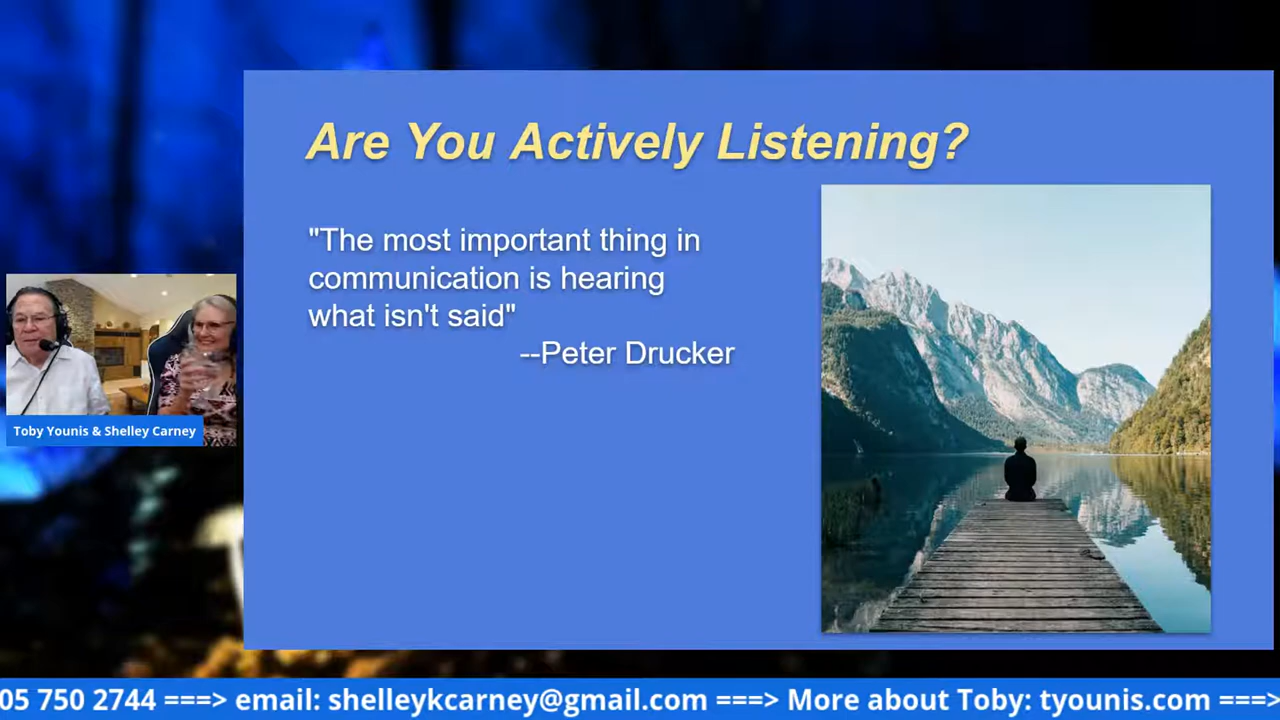 Are You Actively Listening?
"The most important thing in
communication is hearing
what isn't said"
--Peter Drucker
Toby Younis & Shelley Carney
05 750 2744 ===> email: shelleykcarney@gmail.com ===> More about Toby: tyounis.com ===>